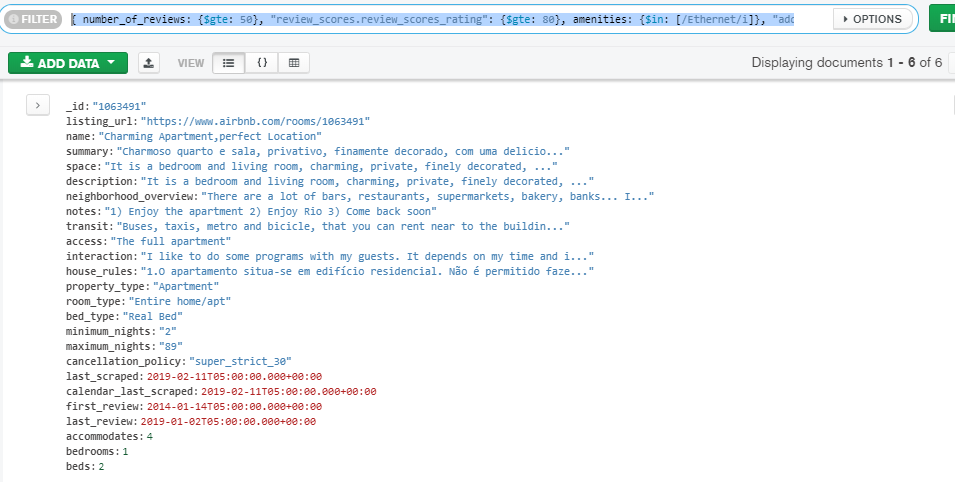 FILTER { number_of_reviews: {$gte: 50}, "review_scores.review_scores_rating": {$gte: 80}, amenities: {$in: [/Ethernet/i]}, "add OPTIONS FI
ADD DATA VIEW {} Displaying documents 1 - 6 of 6
_id: "1063491"
listing_url: "https://www.airbnb.com/rooms/1063491"
name: "Charming Apartment,perfect Location"
summary: "Charmoso quarto e sala, privativo, finamente decorado, com uma delicio..."
space: "It is a bedroom and living room, charming, private, finely decorated, ..."
description: "It is a bedroom and living room, charming, private, finely decorated, ..."
neighborhood_overview: "There are a lot of bars, restaurants, supermarkets, bakery, banks... I..."
notes: "1) Enjoy the apartment 2) Enjoy Rio 3) Come back soon"
transit: "Buses, taxis, metro and bicicle, that you can rent near to the buildin..."
access: "The full apartment"
interaction: "I like to do some programs with my guests. It depends on my time and i..."
house_rules: "1.O apartamento situa-se em edifício residencial. Não é permitido faze..."
property_type: "Apartment"
room_type: "Entire home/apt"
bed_type: "Real Bed"
minimum_nights: "2"
maximum_nights: "89"
cancellation_policy: "super_strict_30"
last_scraped: 2019-02-11T05:00:00.000+00:00
calendar_last_scraped: 2019-02-11T05:00:00.000+00:00
first_review: 2014-01-14T05:00:00.000+00:00
last_review: 2019-01-02T05:00:00.000+00:00
accommodates: 4
bedrooms: 1
beds: 2